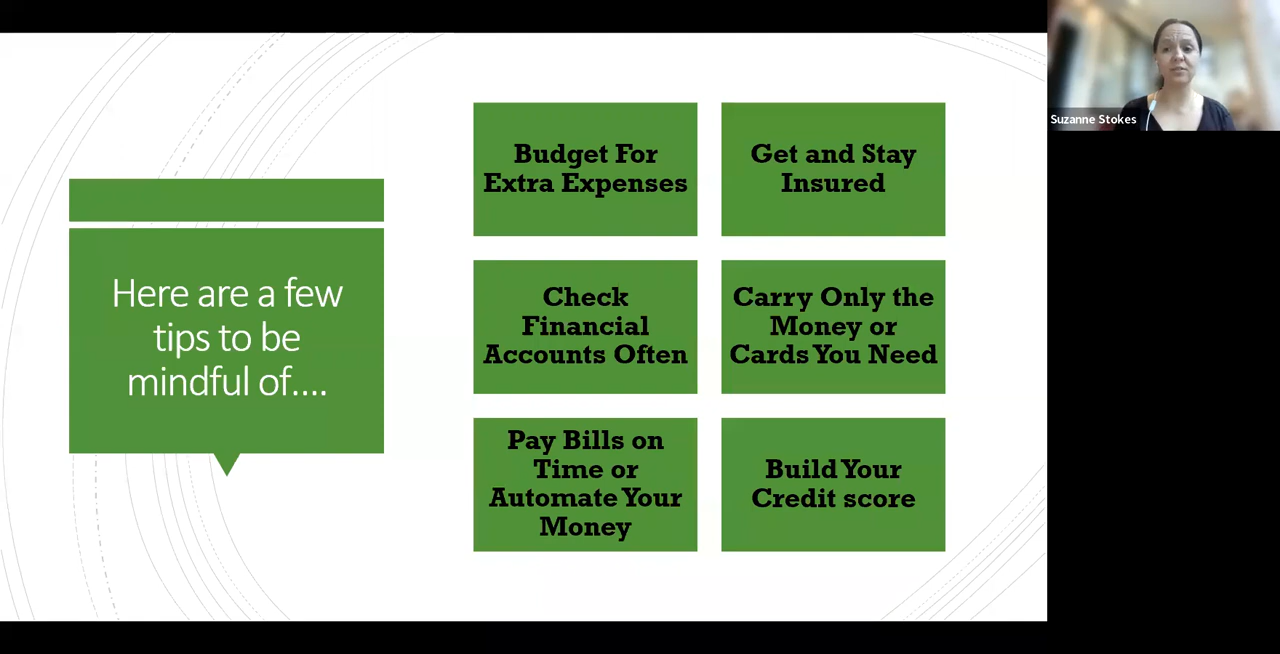 Here are a few
tips to be
mindful of....
Budget For
Extra Expenses
Get and Stay
Insured
Check
Financial
Accounts Often
Carry Only the
Money or
Cards You Need
Pay Bills on
Time or
Automate Your
Money
Build Your
Credit score
Suzanne Stokes